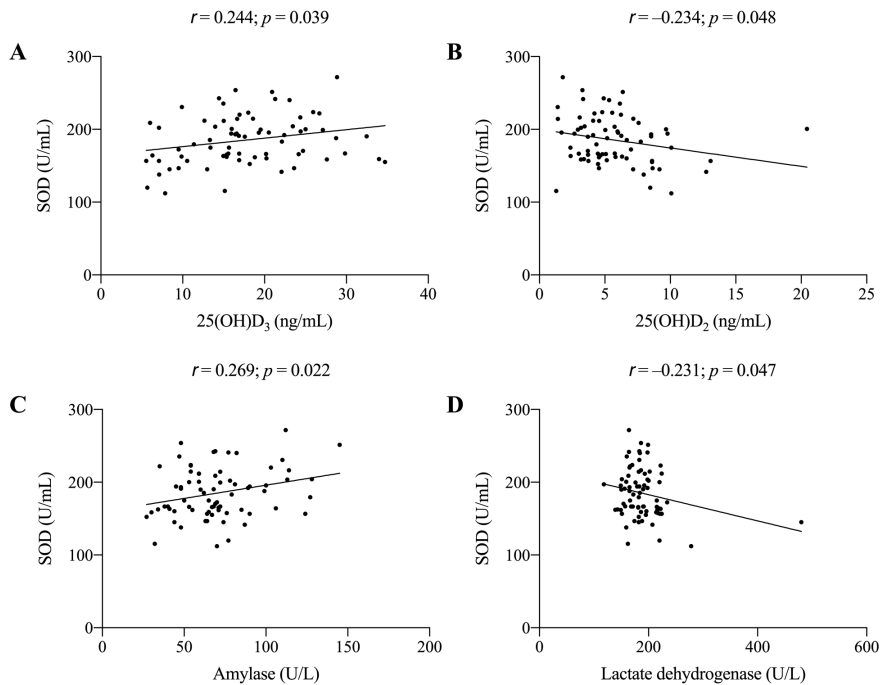 r = 0.244; p = 0.039
A
300
200
100
0
SOD (U/mL)
0 10 20 30 40
25(OH)D₃ (ng/mL)
r = –0.234; p = 0.048
B
300
200
100
0
SOD (U/mL)
0 5 10 15 20 25
25(OH)D₂ (ng/mL)
r = 0.269; p = 0.022
C
300
200
100
0
SOD (U/mL)
0 50 100 150 200
Amylase (U/L)
r = –0.231; p = 0.047
D
300
200
100
0
SOD (U/mL)
0 200 400 600
Lactate dehydrogenase (U/L)